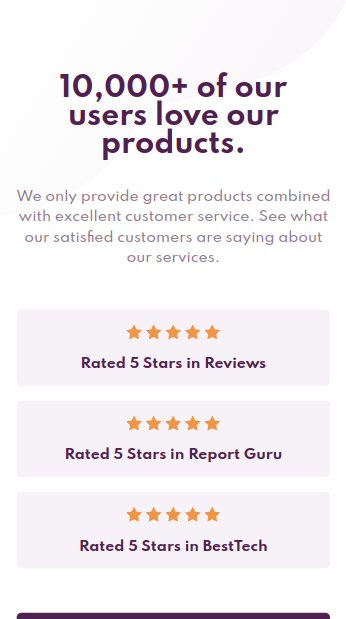 10,000+ of our
users love our
products.
We only provide great products combined
with excellent customer service. See what
our satisfied customers are saying about
our services.
Rated 5 Stars in Reviews
Rated 5 Stars in Report Guru
Rated 5 Stars in BestTech